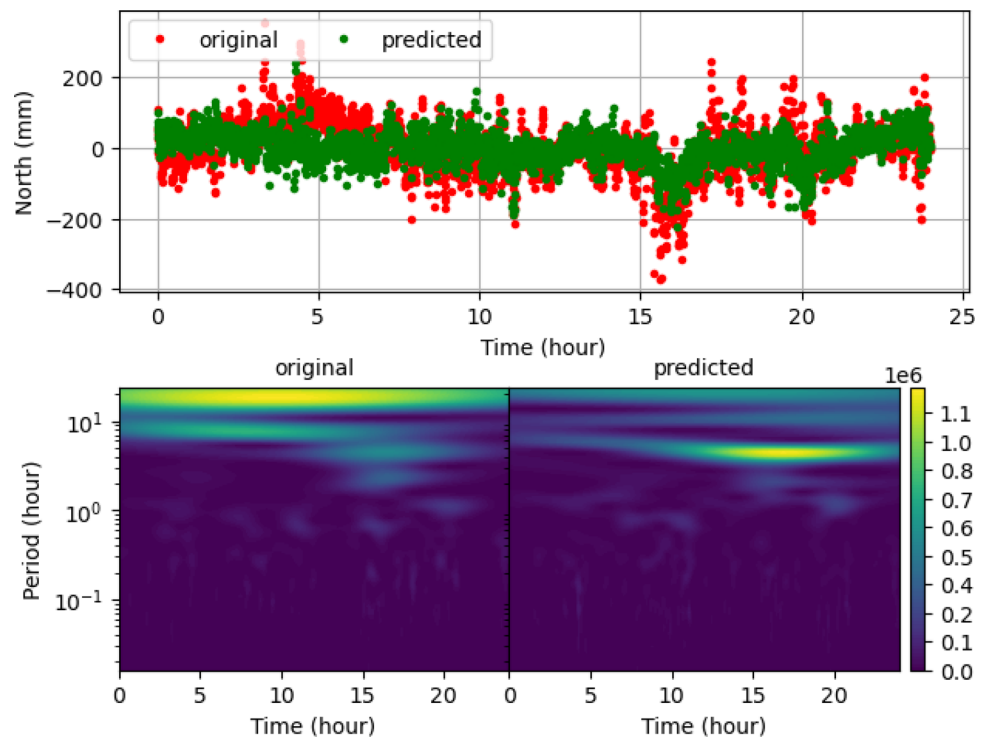 original predicted
200
0
−200
−400
North (mm)
0 5 10 15 20 25
Time (hour)
original predicted
1e6
10¹
10⁰
10⁻¹
Period (hour)
1.1
1.0
0.9
0.8
0.7
0.6
0.5
0.4
0.3
0.2
0.1
0.0
0 5 10 15 20 0 5 10 15 20
Time (hour) Time (hour)